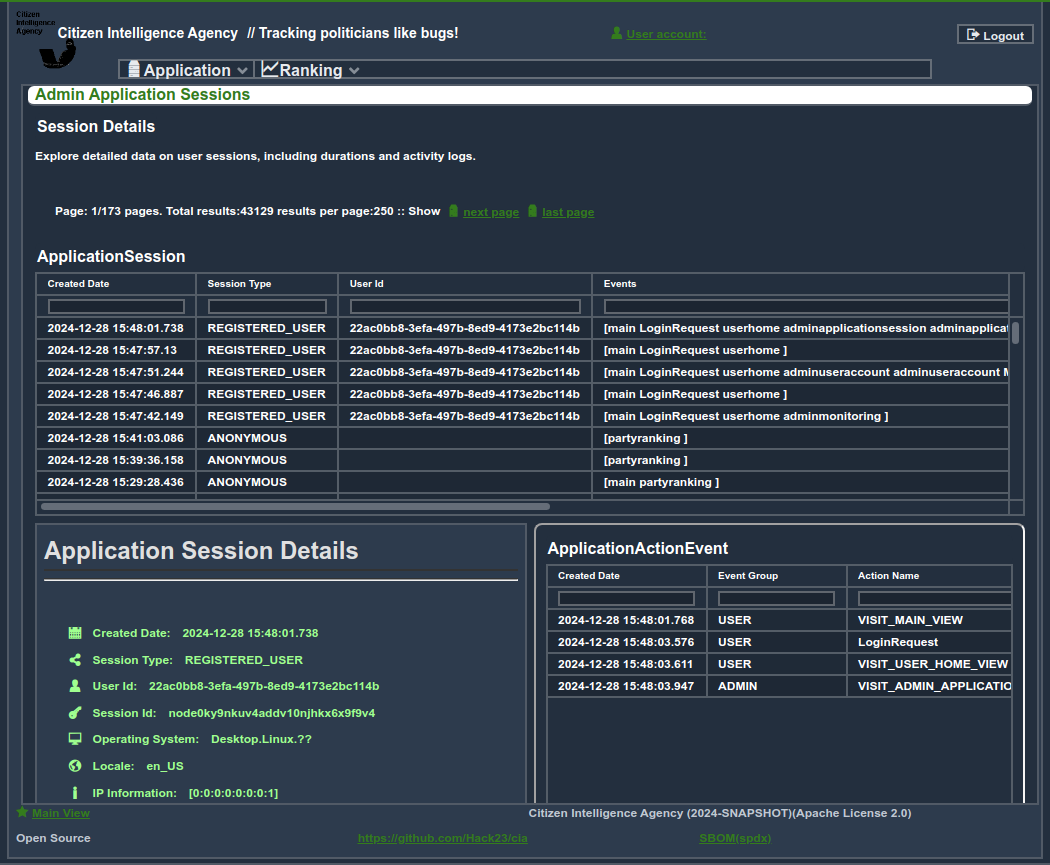 Citizen
Intelligence
Agency
Citizen Intelligence Agency // Tracking politicians like bugs!
User account:
Logout
Application
Ranking
Admin Application Sessions
Session Details
Explore detailed data on user sessions, including durations and activity logs.
Page: 1/173 pages. Total results:43129 results per page:250 :: Show next page last page
ApplicationSession
Created Date Session Type User Id Events
2024-12-28 15:48:01.738 REGISTERED_USER 22ac0bb8-3efa-497b-8ed9-4173e2bc114b [main LoginRequest userhome adminapplicationsession adminapplica
2024-12-28 15:47:57.13 REGISTERED_USER 22ac0bb8-3efa-497b-8ed9-4173e2bc114b [main LoginRequest userhome ]
2024-12-28 15:47:51.244 REGISTERED_USER 22ac0bb8-3efa-497b-8ed9-4173e2bc114b [main LoginRequest userhome adminuseraccount adminuseraccount
2024-12-28 15:47:46.887 REGISTERED_USER 22ac0bb8-3efa-497b-8ed9-4173e2bc114b [main LoginRequest userhome ]
2024-12-28 15:47:42.149 REGISTERED_USER 22ac0bb8-3efa-497b-8ed9-4173e2bc114b [main LoginRequest userhome adminmonitoring ]
2024-12-28 15:41:03.086 ANONYMOUS [partyranking ]
2024-12-28 15:39:36.158 ANONYMOUS [partyranking ]
2024-12-28 15:29:28.436 ANONYMOUS [main partyranking ]
Application Session Details
Created Date: 2024-12-28 15:48:01.738
Session Type: REGISTERED_USER
User Id: 22ac0bb8-3efa-497b-8ed9-4173e2bc114b
Session Id: node0ky9nkuv4addv10njhkx6x9f9v4
Operating System: Desktop.Linux.??
Locale: en_US
IP Information: [0:0:0:0:0:0:0:1]
ApplicationActionEvent
Created Date Event Group Action Name
2024-12-28 15:48:01.768 USER VISIT_MAIN_VIEW
2024-12-28 15:48:03.576 USER LoginRequest
2024-12-28 15:48:03.611 USER VISIT_USER_HOME_VIEW
2024-12-28 15:48:03.947 ADMIN VISIT_ADMIN_APPLICATIO
Main View
Citizen Intelligence Agency (2024-SNAPSHOT)(Apache License 2.0)
Open Source
https://github.com/Hack23/cia
SBOM(spdx)